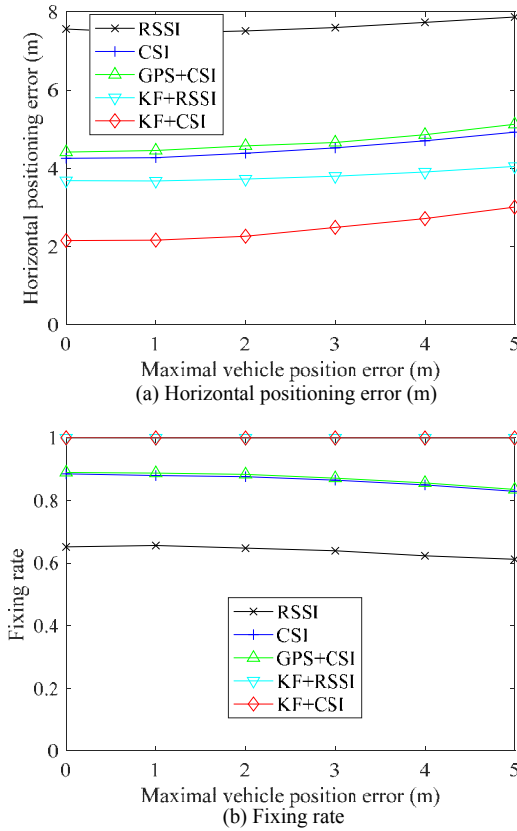 8
6
4
2
0
Horizontal positioning error (m)
RSSI
CSI
GPS+CSI
KF+RSSI
KF+CSI
0 1 2 3 4 5
Maximal vehicle position error (m)
(a) Horizontal positioning error (m)
1
0.8
0.6
0.4
0.2
0
Fixing rate
RSSI
CSI
GPS+CSI
KF+RSSI
KF+CSI
0 1 2 3 4 5
Maximal vehicle position error (m)
(b) Fixing rate